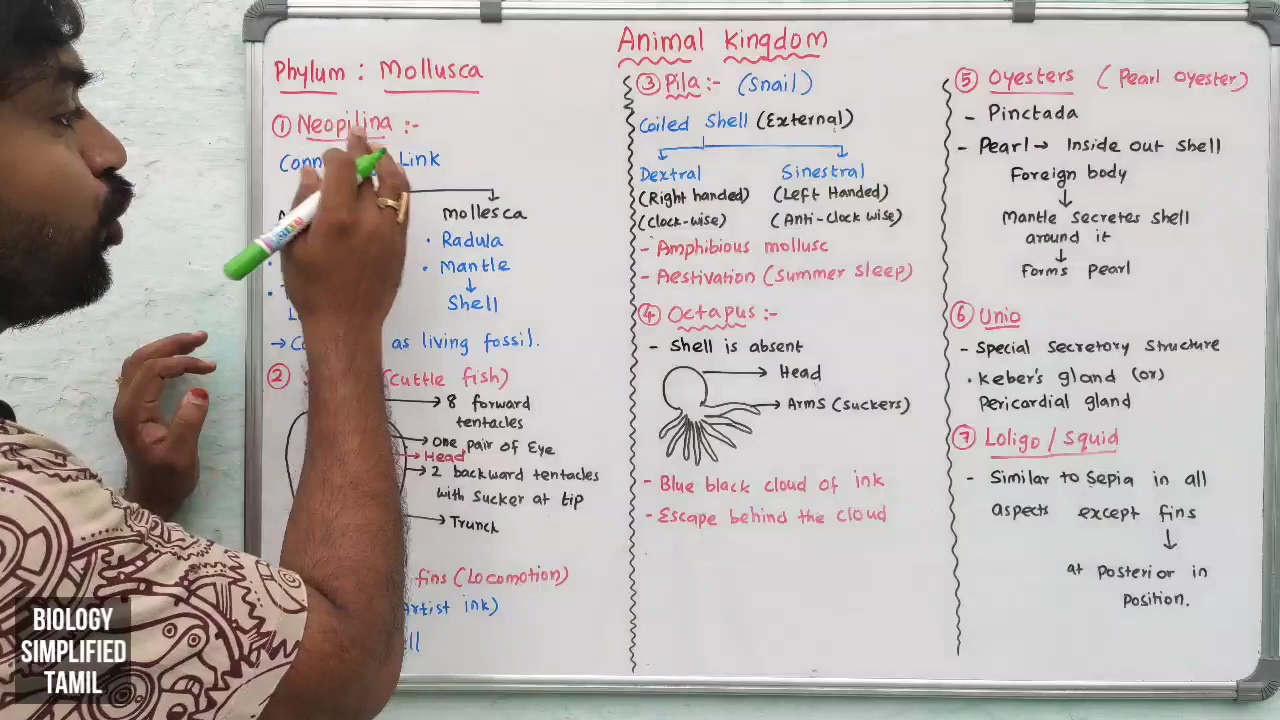 Animal Kingdom
Phylum : Mollusca
① Neopilina :-
Link
Mollesca
· Radula
· Mantle
↓
Shell
as living fossil.
② (Cuttle fish)
→ 8 forward
tentacles
→ one pair of Eye
→ Head
→ 2 backward tentacles
with sucker at tip
→ Trunch
fins (Locomotion)
Artist ink)
③ Pila :- (Snail)
Coiled Shell (External)
Dextral Sinestral
(Right handed) (Left Handed)
(Clock-wise) (Anti-clock wise)
- Amphibious mollusc
- Aestivation (summer sleep)
④ Octapus :-
- Shell is absent
→ Head
→ Arms (suckers)
- Blue black cloud of ink
- Escape behind the cloud
⑤ Oyesters (Pearl Oyester)
- Pinctada
- Pearl → Inside out shell
Foreign body
↓
Mantle secretes shell
around it
↓
Forms pearl
⑥ Unio
- Special Secretory Structure
· Keber's gland (or)
Pericardial gland
⑦ Loligo / Squid
- Similar to Sepia in all
aspects except fins
↓
at posterior in
position.
BIOLOGY
SIMPLIFIED
TAMIL